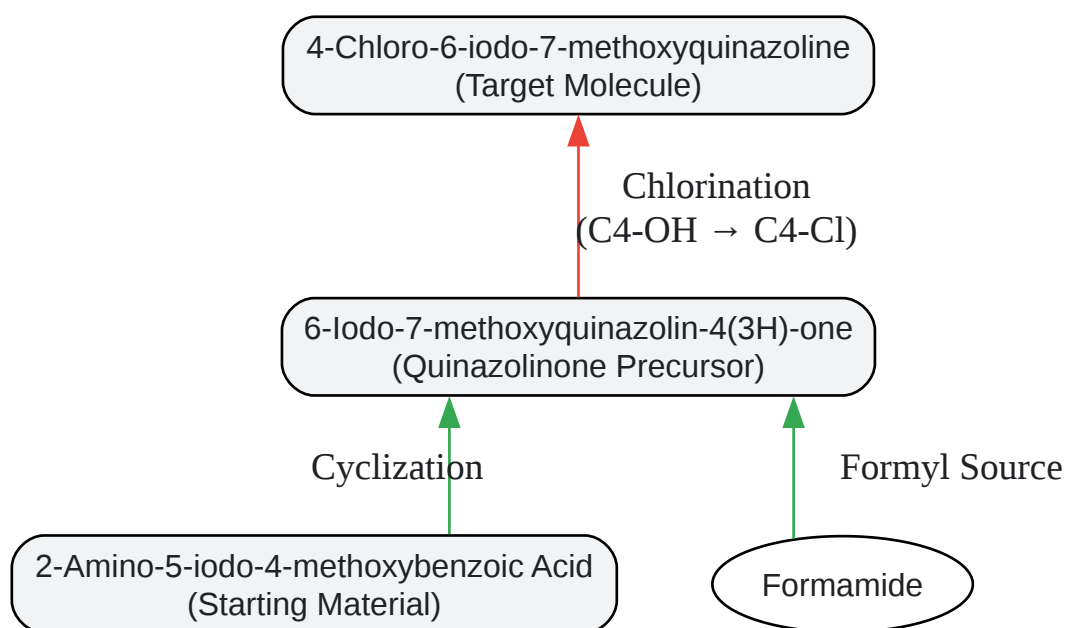 4-Chloro-6-iodo-7-methoxyquinazoline
(Target Molecule)
Chlorination
(C4-OH → C4-Cl)
6-Iodo-7-methoxyquinazolin-4(3H)-one
(Quinazolinone Precursor)
Cyclization
Formyl Source
2-Amino-5-iodo-4-methoxybenzoic Acid
(Starting Material)
Formamide